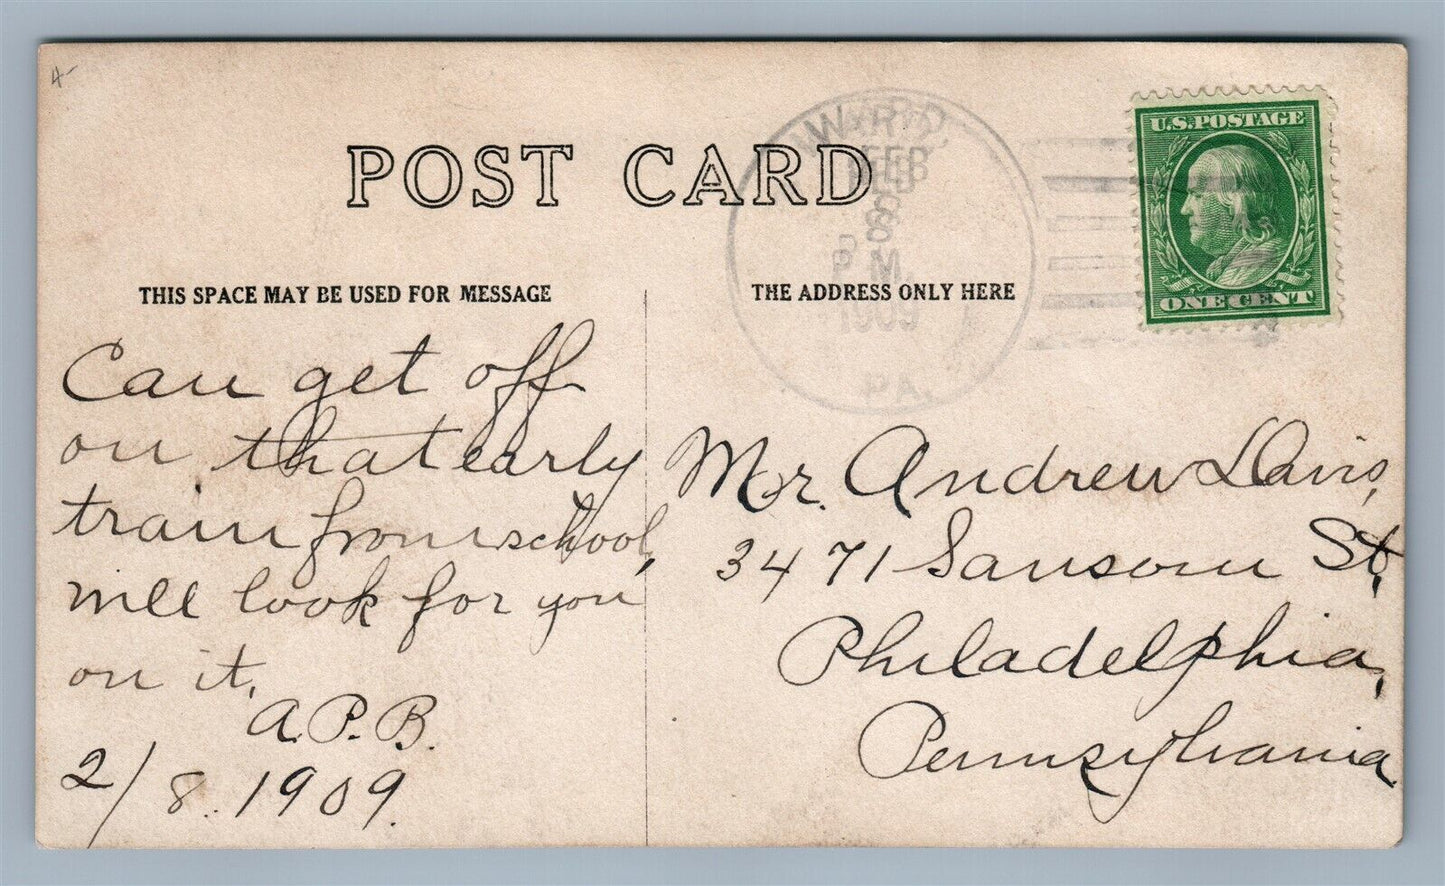 4-
POST CARD
WARD,
FEB
8
P M
1909
PA.
U.S. POSTAGE
ONE CENT
THIS SPACE MAY BE USED FOR MESSAGE
THE ADDRESS ONLY HERE
Can get off
on that early
train from school,
will look for you
on it.
A.P.B.
2/8.1909.
Mr. Andrew Davis,
3471 Sansom St,
Philadelphia,
Pennsylvania